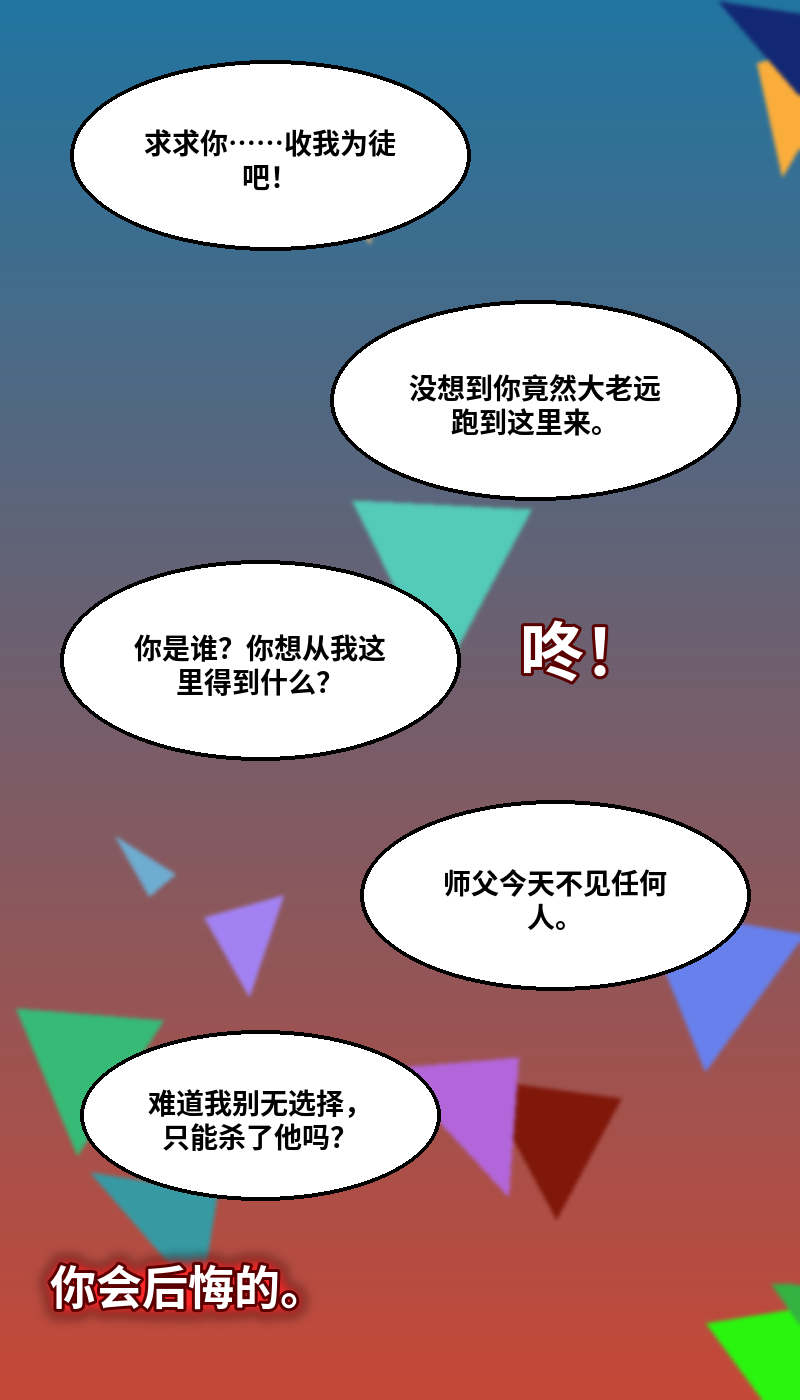 求求你……收我为徒
吧！
没想到你竟然大老远
跑到这里来。
你是谁？你想从我这
里得到什么？
咚！
师父今天不见任何
人。
难道我别无选择，
只能杀了他吗？
你会后悔的。